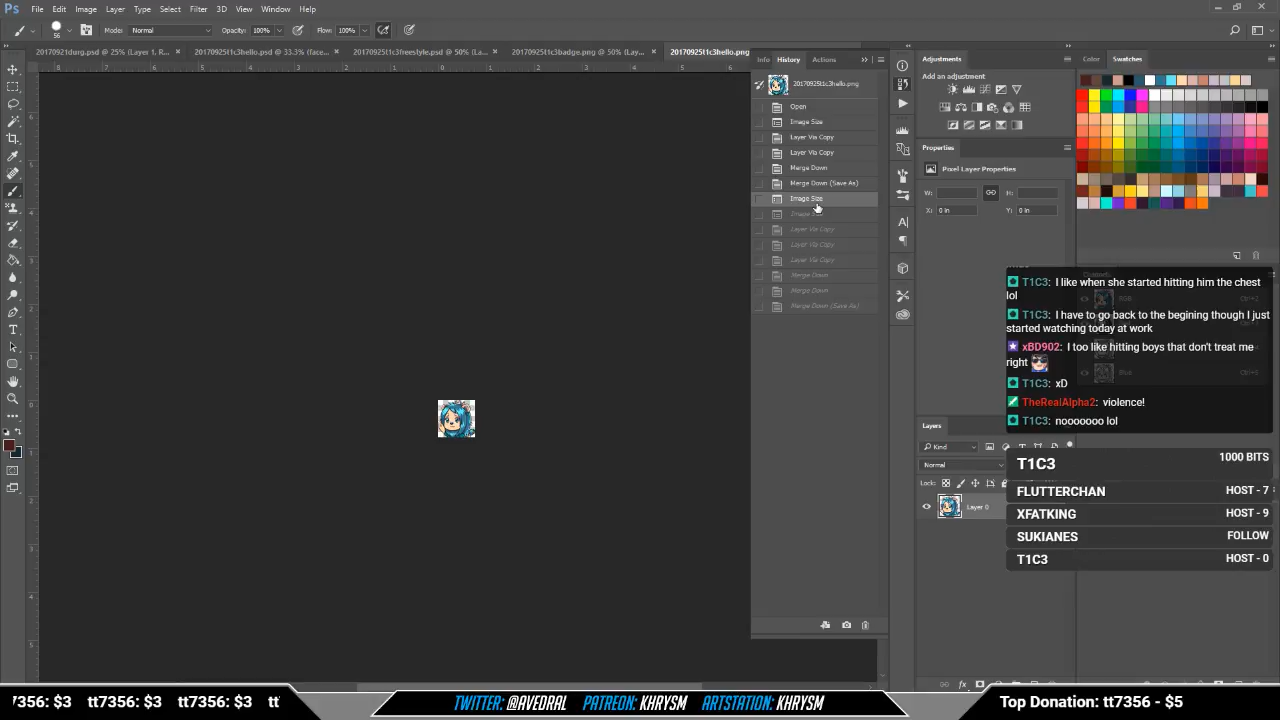 Ps File Edit Image Layer Type Select Filter 3D View Window Help
56 Mode: Normal Opacity: 100% Flow: 100%
20170921durg.psd @ 25% (Layer 1, R... × 20170925t1c3hello.psd @ 33.3% (face... × 20170925t1c3freestyle.psd @ 50% (La... × 20170925t1c3badge.png @ 50% (Lay... × 20170925t1c3hello.png
Info History Actions
20170925t1c3hello.png
Open
Image Size
Layer Via Copy
Layer Via Copy
Merge Down
Merge Down (Save As)
Image Size
Layer Via Copy
Layer Via Copy
Layer Via Copy
Merge Down
Merge Down
Merge Down (Save As)
Adjustments
Add an adjustment
Properties
Pixel Layer Properties
W: H:
X: 0 in Y: 0 in
Color Swatches
T1C3: I like when she started hitting him the chest
lol
T1C3: I have to go back to the begining though I just
started watching today at work
xBD902: I too like hitting boys that don't treat me
right
T1C3: xD
TheRealAlpha2: violence!
T1C3: nooooooo lol
Layers
Kind
Normal
Lock:
Layer 0
T1C3 1000 BITS
FLUTTERCHAN HOST - 7
XFATKING HOST - 9
SUKIANES FOLLOW
T1C3 HOST - 0
7356: $3 tt7356: $3 tt7356: $3 tt
TWITTER: @AVEDRAL PATREON: KHRYSM ARTSTATION: KHRYSM
Top Donation: tt7356 - $5